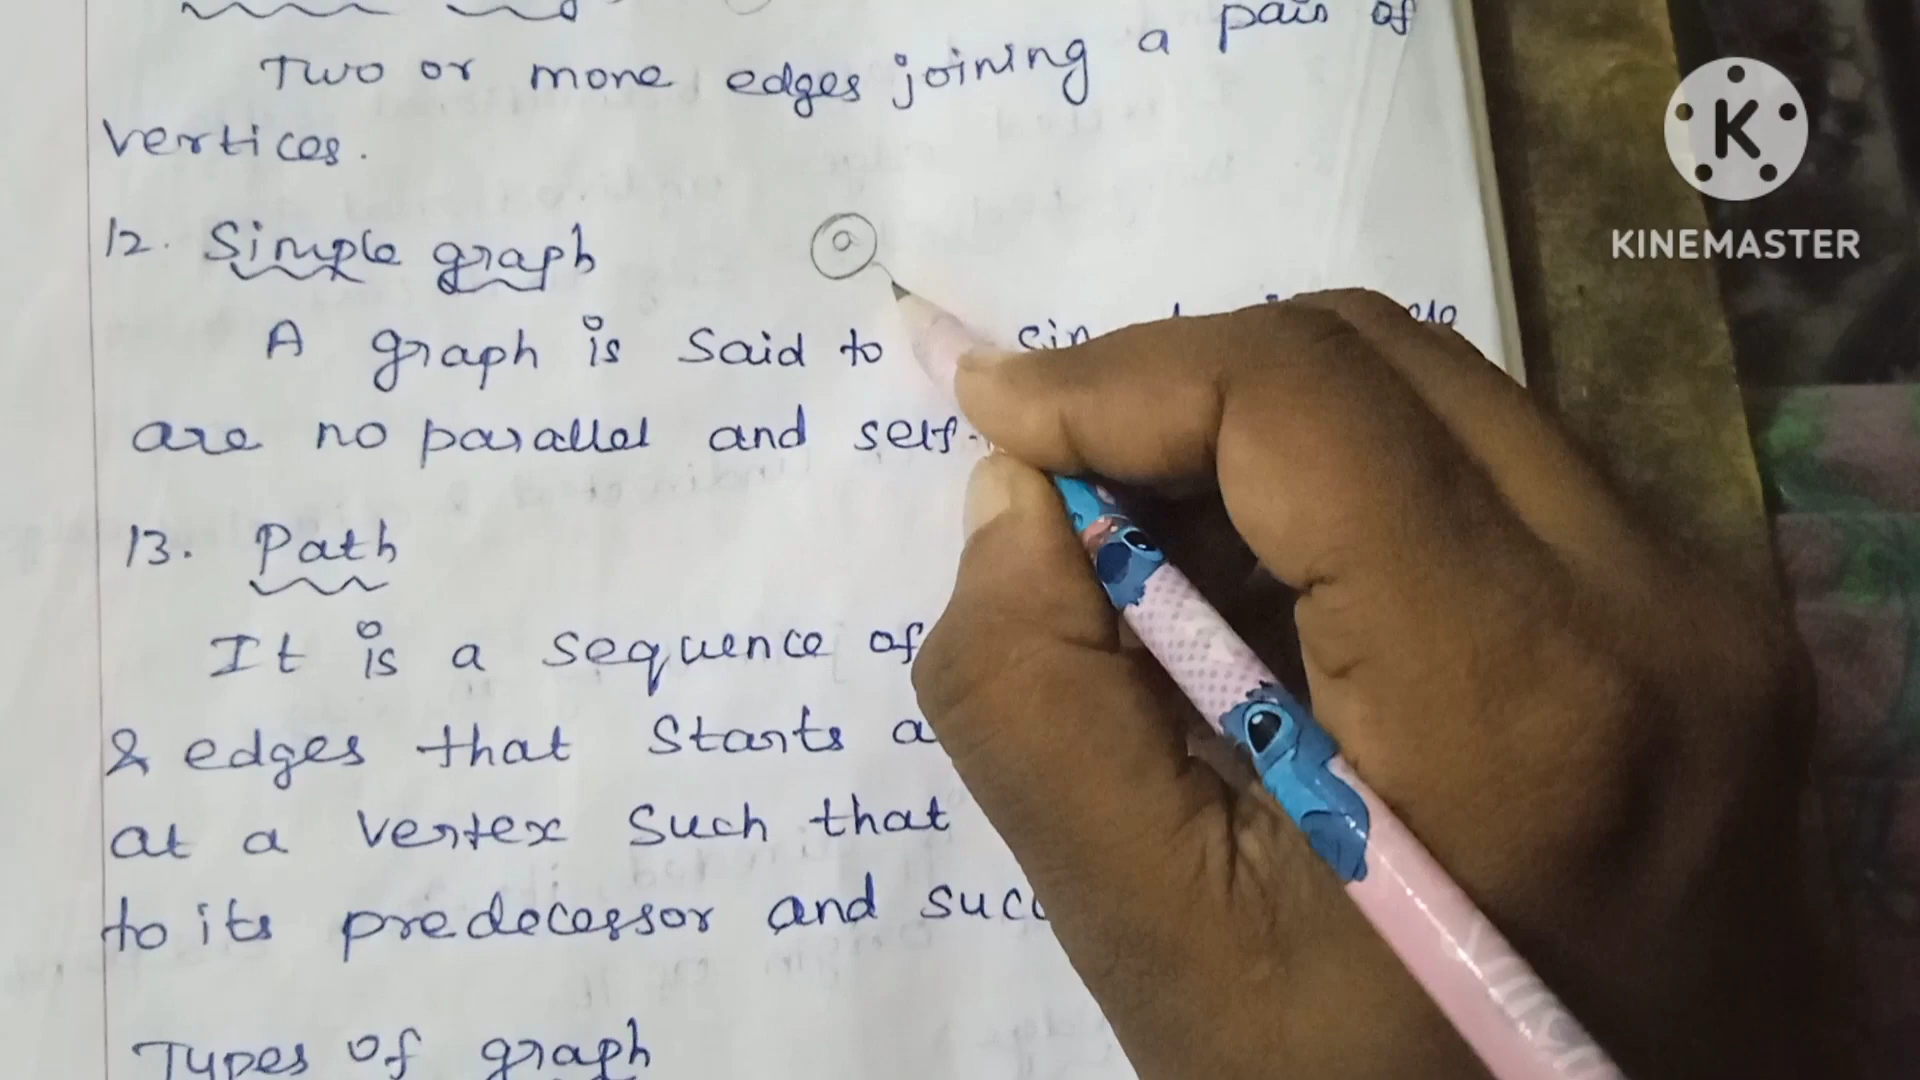 Two or more edges joining a pair of
vertices.
12. Simple graph
a
A graph is said to
are no parallel and self-
13. Path
It is a sequence of
& edges that starts
at a vertex such that
to its predecessor and
Types of graph
K
KINEMASTER